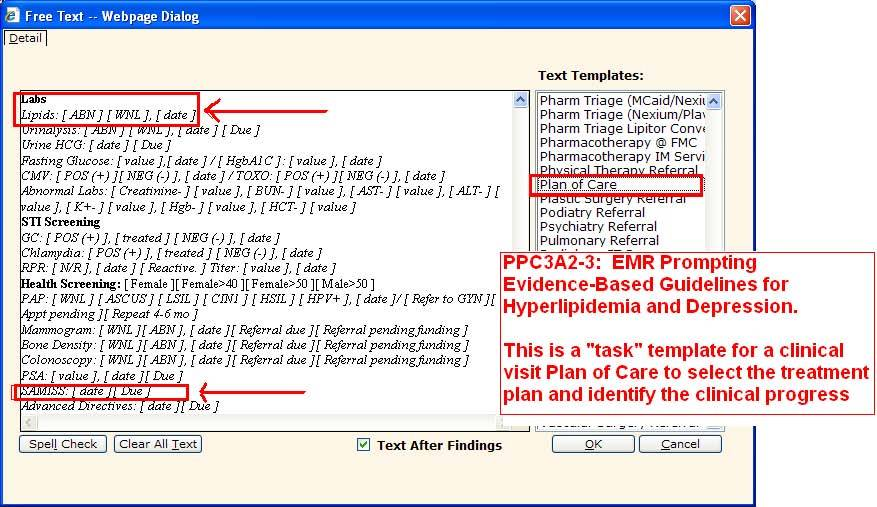 Free Text -- Webpage Dialog
Detail
Labs
Lipids: [ ABN ] [ WNL ], [ date ]
Urinalysis: [ ABN ] [ WNL ], [ date ] [ Due ]
Urine HCG: [ date ] [ Due ]
Fasting Glucose: [ value ],[ date ] / [ HgbA1C ]: [ value ], [ date ]
CMV: [ POS (+) ][ NEG (-) ], [ date ] / TOXO: [ POS (+) ][ NEG (-) ], [ date ]
Abnormal Labs: [ Creatinine- ] [ value ], [ BUN- ] [ value ], [ AST- ] [ value ], [ ALT- ] [
value ], [ K+- ] [ value ], [ Hgb- ] [ value ], [ HCT- ] [ value ]
STI Screening
GC: [ POS (+) ], [ treated ] [ NEG (-) ], [ date ]
Chlamydia: [ POS (+) ], [ treated ] [ NEG (-) ], [ date ]
RPR: [ N/R ], [ date ] [ Reactive. ] Titer: [ value ], [ date ]
Health Screening: [ Female ][ Female>40 ][ Female>50 ][ Male>50 ]
PAP: [ WNL ] [ ASCUS ] [ LSIL ] [ CIN1 ] [ HSIL ] [ HPV+ ], [ date ]/ [ Refer to GYN ][
Appt pending ][ Repeat 4-6 mo ]
Mammogram: [ WNL ][ ABN ], [ date ][ Referral due ][ Referral pending,funding ]
Bone Density: [ WNL ][ ABN ], [ date ][ Referral due ][ Referral pending,funding ]
Colonoscopy: [ WNL ][ ABN ], [ date ][ Referral due ][ Referral pending,funding ]
PSA: [ value ], [ date ][ Due ]
SAMISS: [ date ][ Due ]
Advanced Directives: [ date ][ Due ]
Text Templates:
Pharm Triage (MCaid/Nexiu
Pharm Triage (Nexium/Plav
Pharm Triage Lipitor Conve
Pharmacotherapy @ FMC
Pharmacotherapy IM Servi
Physical Therapy Referral
Plan of Care
Plastic Surgery Referral
Podiatry Referral
Psychiatry Referral
Pulmonary Referral
PPC3A2-3: EMR Prompting
Evidence-Based Guidelines for
Hyperlipidemia and Depression.
This is a "task" template for a clinical
visit Plan of Care to select the treatment
plan and identify the clinical progress
Vascular Surgery Referral
Spell Check
Clear All Text
Text After Findings
OK
Cancel